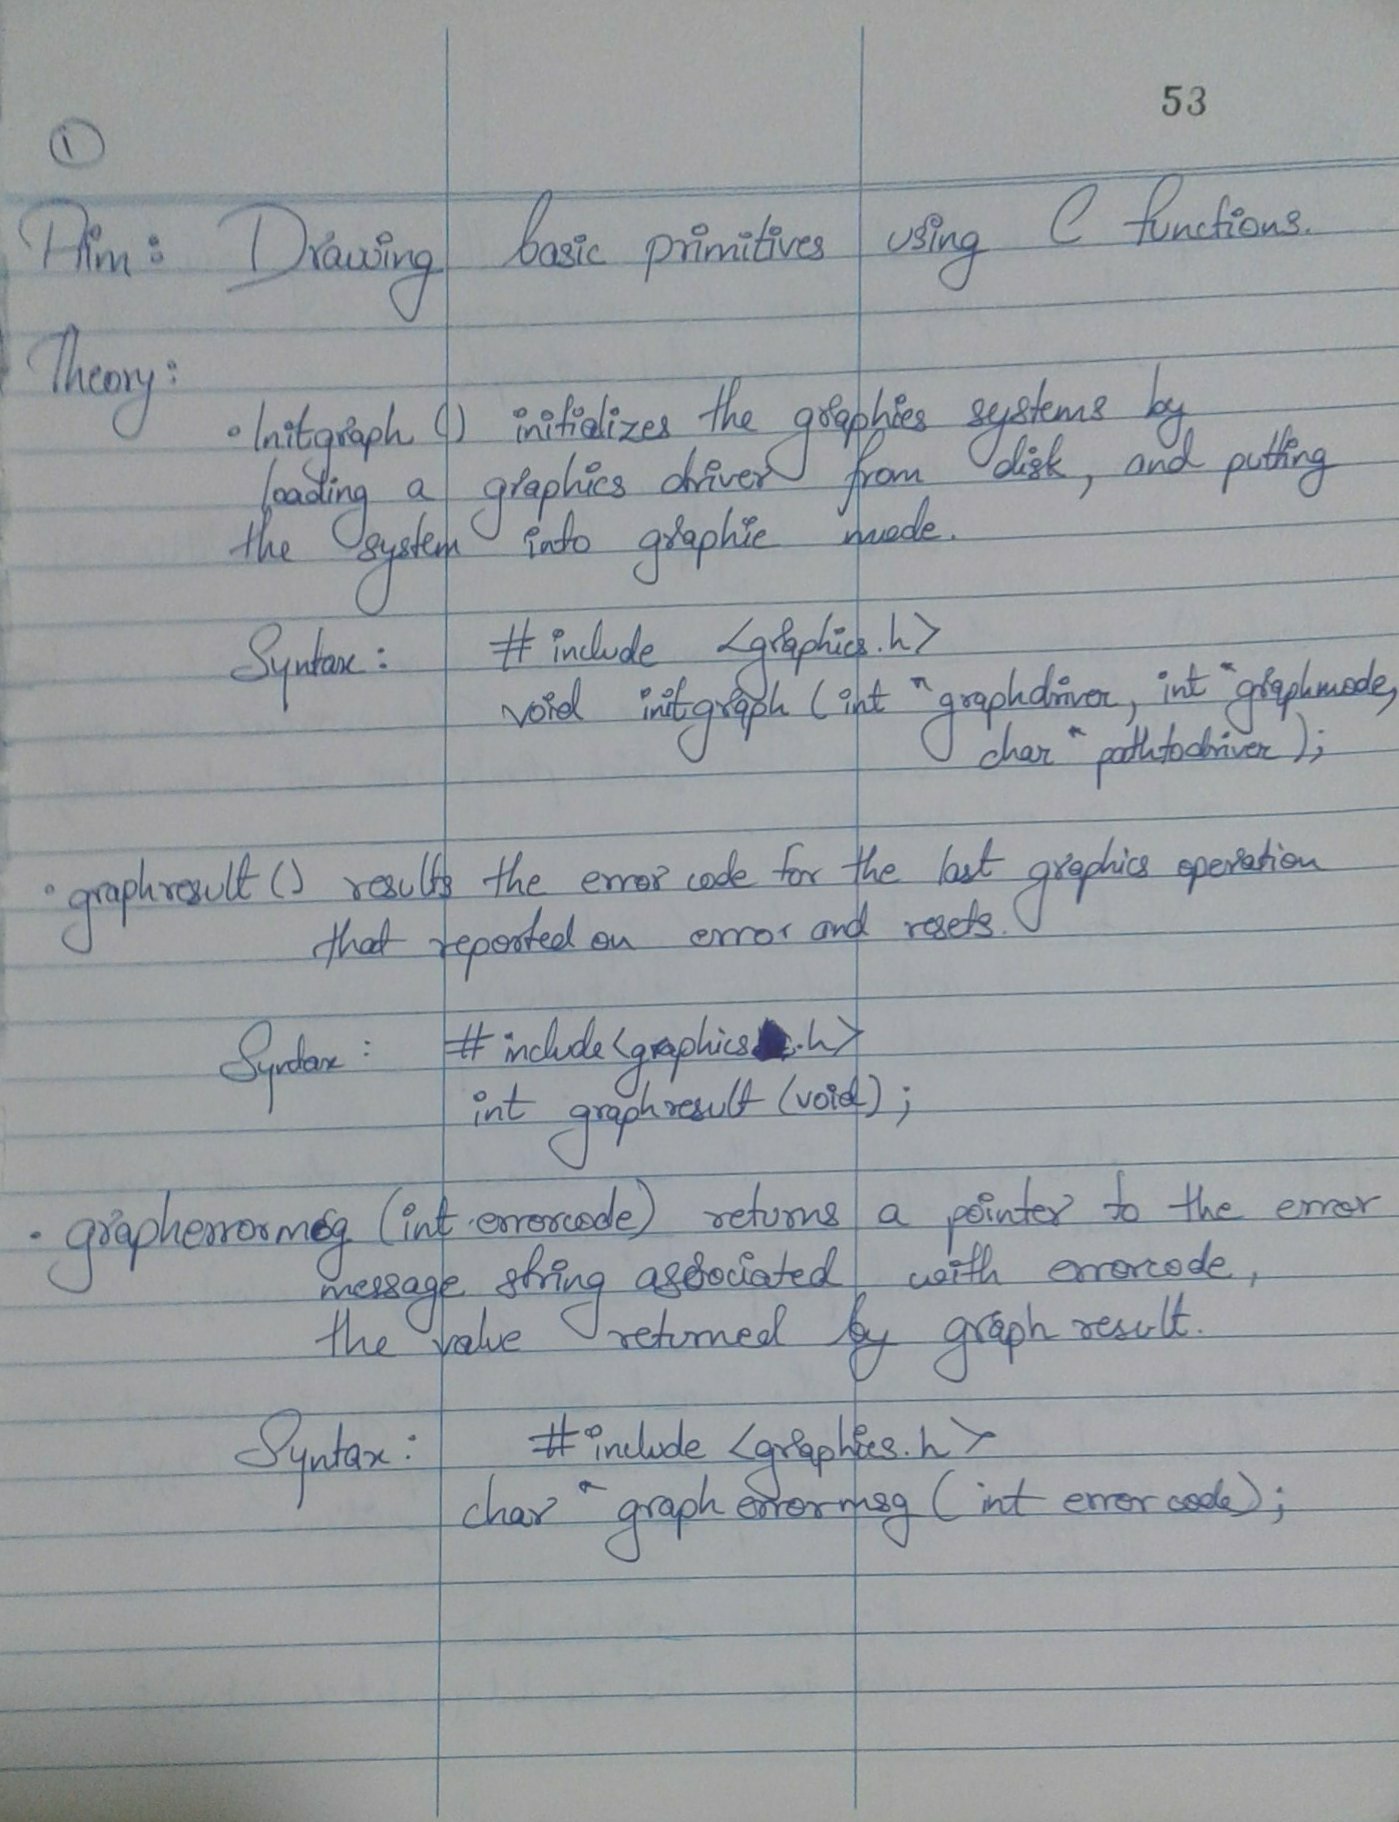 53
1
Aim: Drawing basic primitives using C functions.
Theory:
• Initgraph () initializes the graphics systems by
loading a graphics driver from disk, and putting
the system into graphic mode.
Syntax: # include <graphics.h>
void initgraph (int * graphdriver, int * graphmode,
char * pathtodriver );
• graphresult () results the error code for the last graphics operation
that reported an error and resets.
Syntax: # include <graphics.h>
int graphresult (void);
• grapherrormsg (int errorcode) returns a pointer to the error
message string associated with errorcode,
the value returned by graph result.
Syntax: # include <graphics.h>
char * graph errormsg ( int error code);